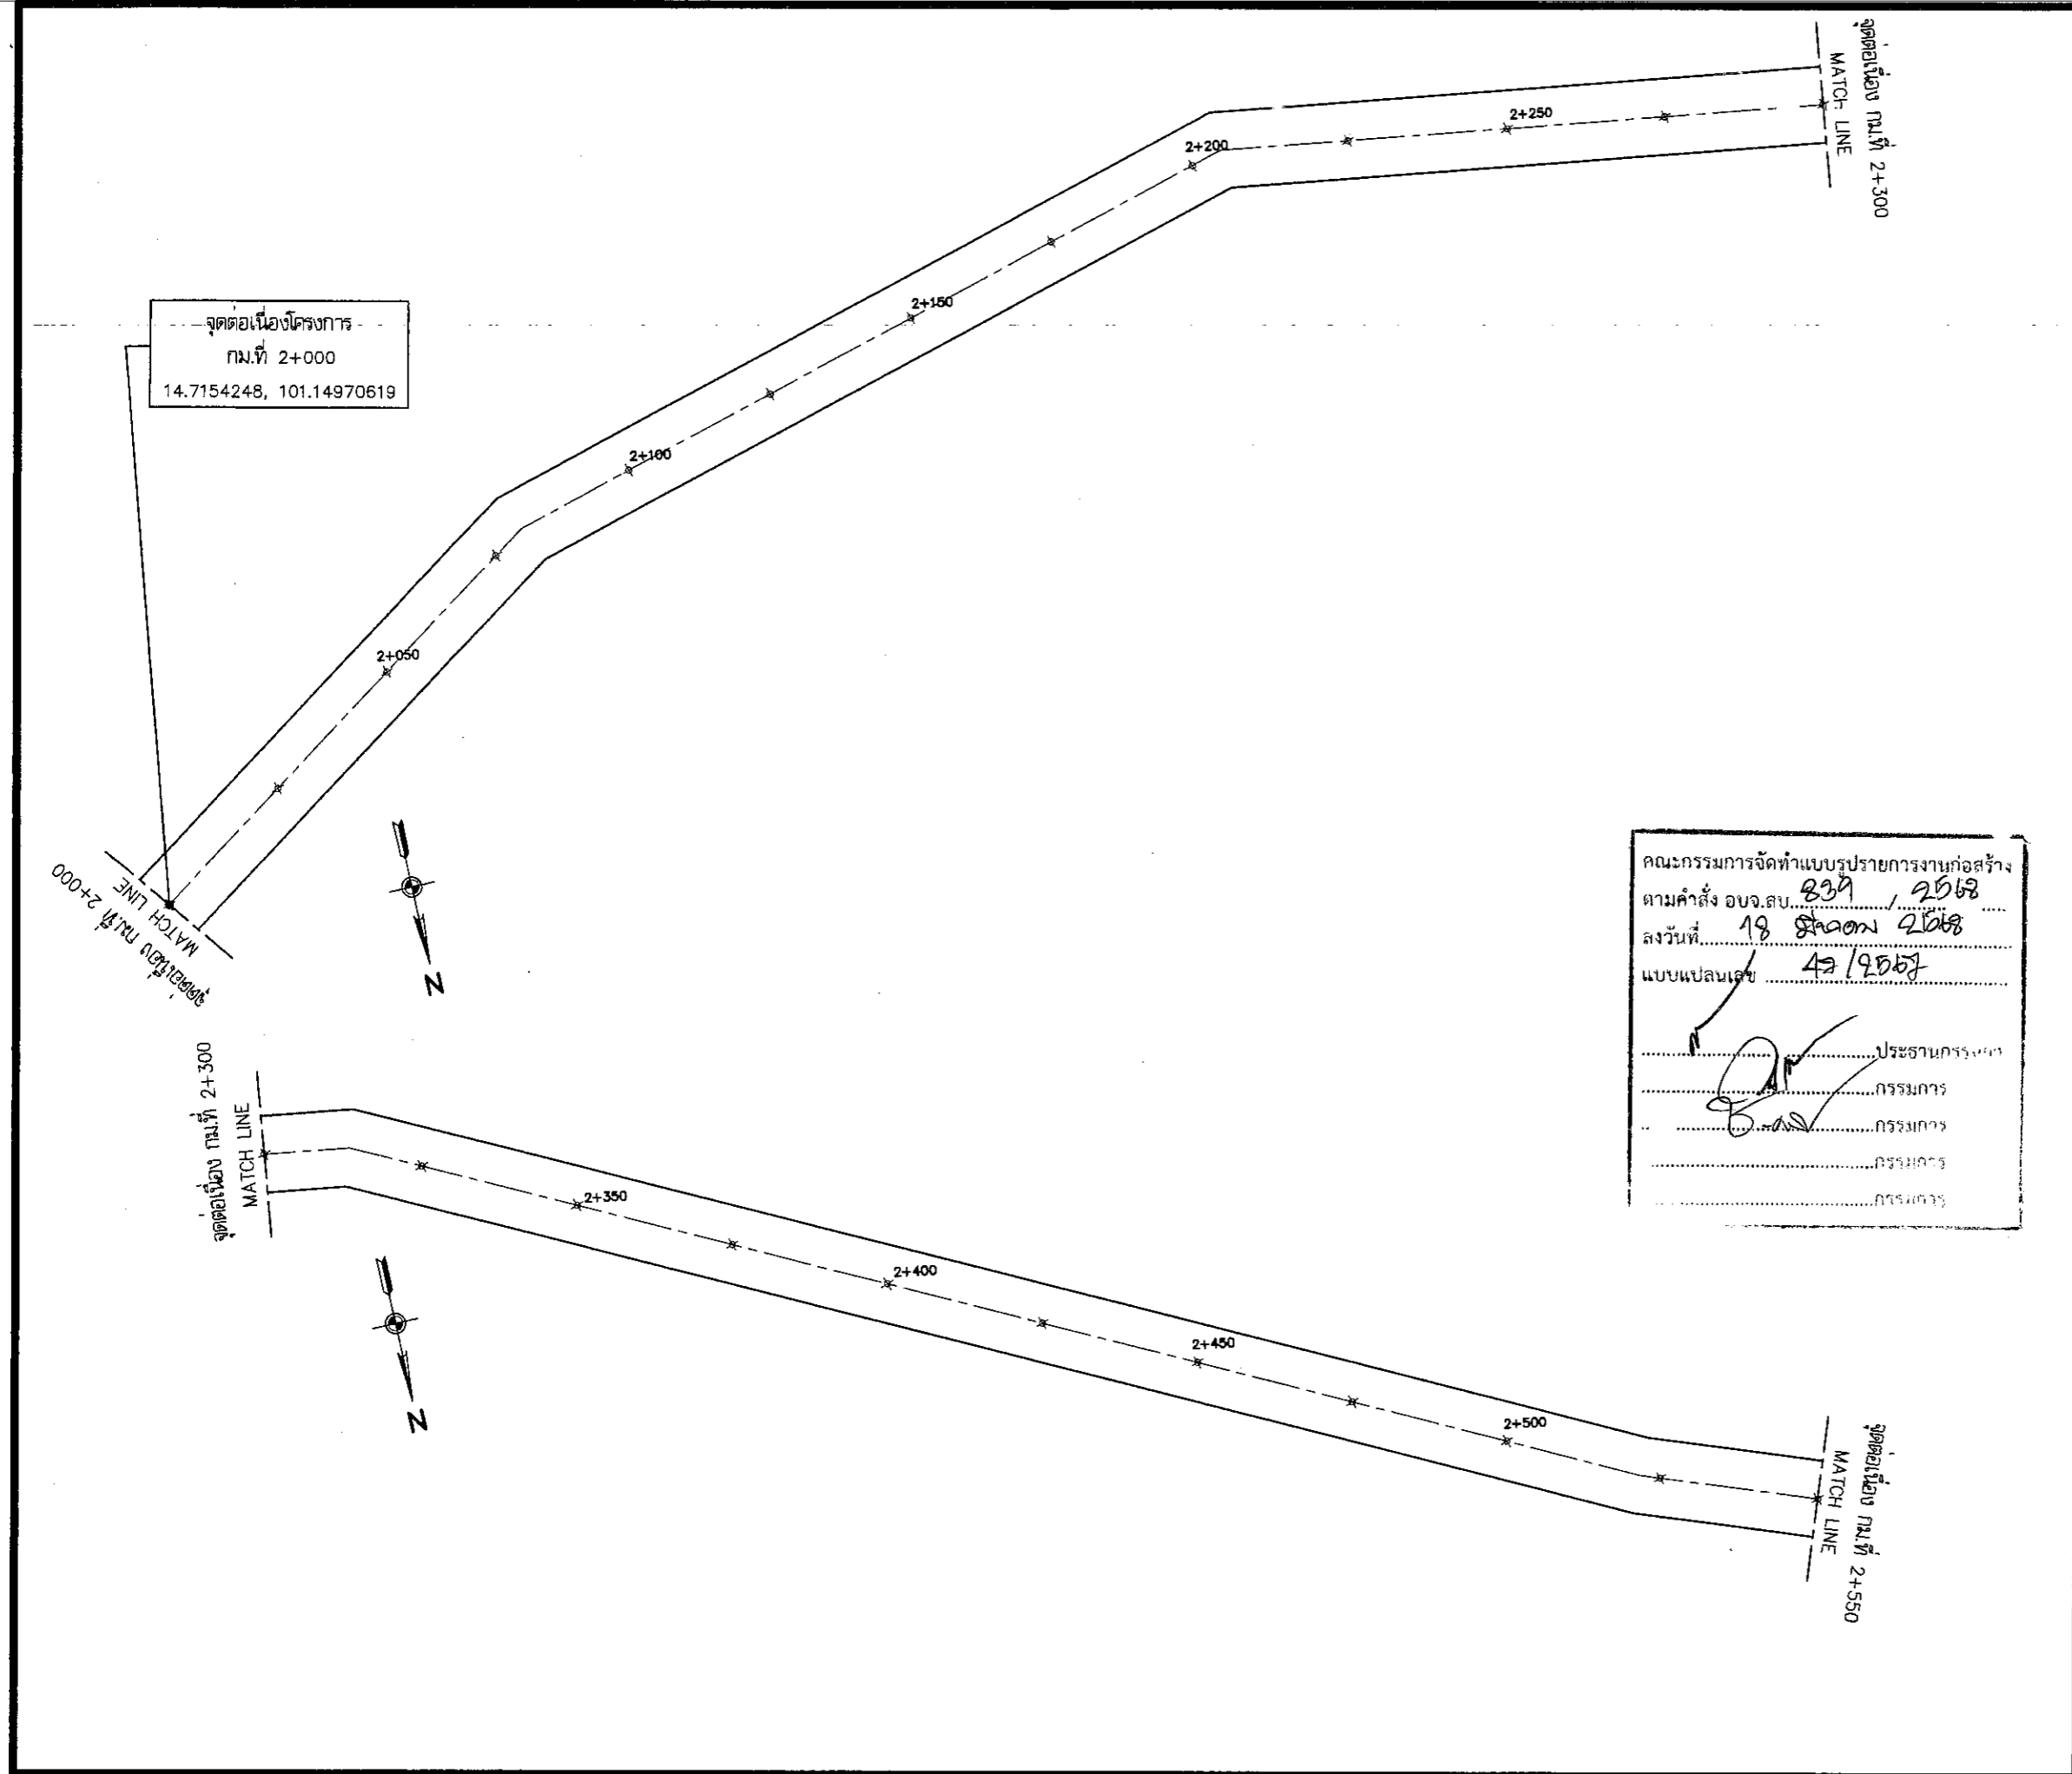 จุดต่อเนื่อง กม.ที่ 2+300
MATCH LINE
2+250
2+200
2+150
จุดต่อเนื่องโครงการ
กม.ที่ 2+000
14.7154248, 101.14970619
2+100
2+050
MATCH LINE
จุดต่อเนื่อง กม.ที่ 2+000
N
คณะกรรมการจัดทำแบบรูปรายการงานก่อสร้าง
ตามคำสั่ง อบจ.สบ. 839 / 2568
ลงวันที่ 18 มีนาคม 2568
แบบแปลนเลข
ประธานกรรมการ
กรรมการ
กรรมการ
กรรมการ
กรรมการ
จุดต่อเนื่อง กม.ที่ 2+300
MATCH LINE
2+350
2+400
2+450
2+500
N
MATCH LINE
จุดต่อเนื่อง กม.ที่ 2+550